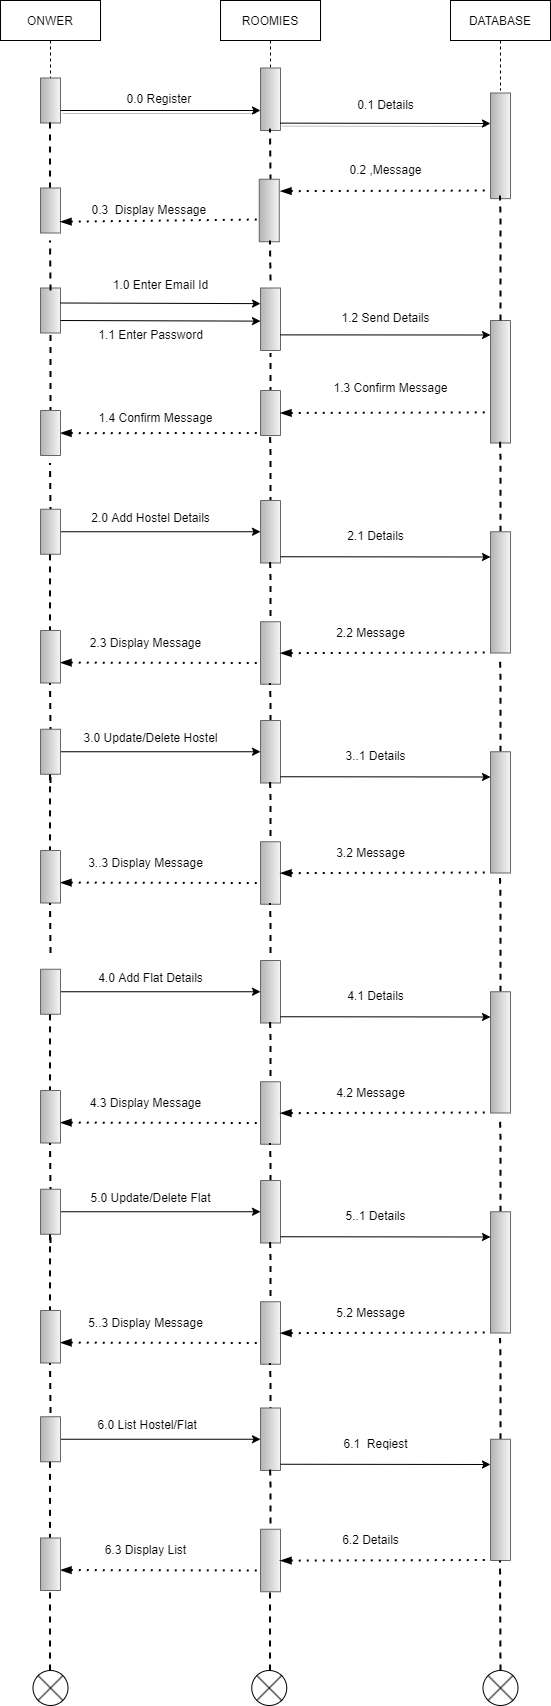 ONWER
ROOMIES
DATABASE
0.0 Register
0.1 Details
0.2 ,Message
0.3 Display Message
1.0 Enter Email Id
1.1 Enter Password
1.2 Send Details
1.3 Confirm Message
1.4 Confirm Message
2.0 Add Hostel Details
2.1 Details
2.2 Message
2.3 Display Message
3.0 Update/Delete Hostel
3..1 Details
3.2 Message
3..3 Display Message
4.0 Add Flat Details
4.1 Details
4.2 Message
4.3 Display Message
5.0 Update/Delete Flat
5..1 Details
5.2 Message
5..3 Display Message
6.0 List Hostel/Flat
6.1 Reqiest
6.2 Details
6.3 Display List